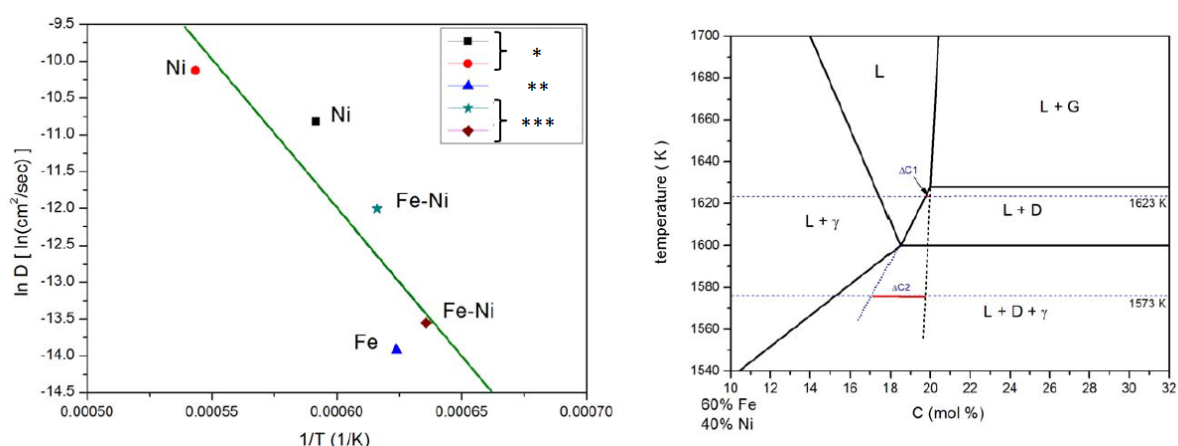 -9.5
-10.0
-10.5
-11.0
-11.5
-12.0
-12.5
-13.0
-13.5
-14.0
-14.5
ln D [ ln(cm²/sec) ]
Ni
Ni
Fe-Ni
Fe-Ni
Fe
*
**
***
0.00050
0.00055
0.00060
0.00065
0.00070
1/T (1/K)
1700
1680
1660
1640
1620
1600
1580
1560
1540
temperature ( K )
L
L + G
ΔC1
1623 K
L + D
L + γ
ΔC2
1573 K
L + D + γ
10
12
14
16
18
20
22
24
26
28
30
32
60% Fe
40% Ni
C (mol %)